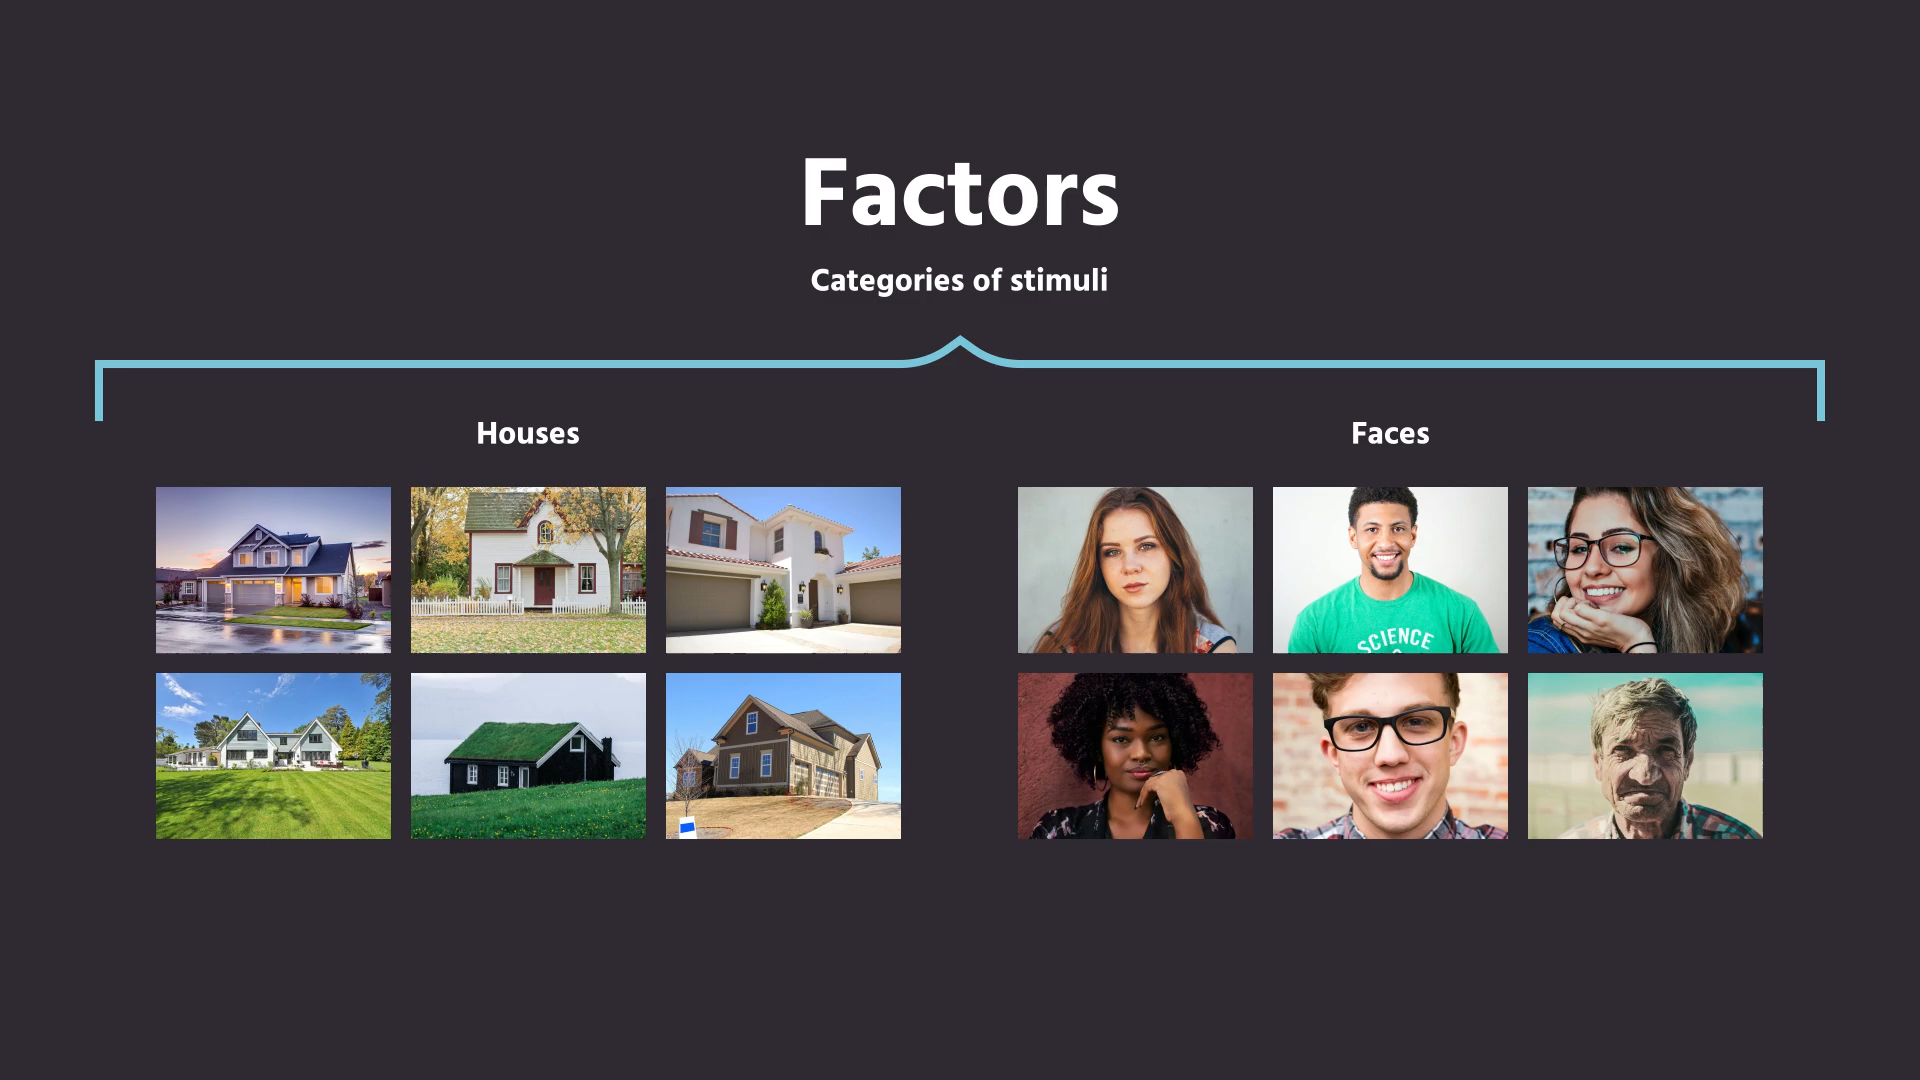 Factors
Categories of stimuli
Houses
Faces
SCIENCE